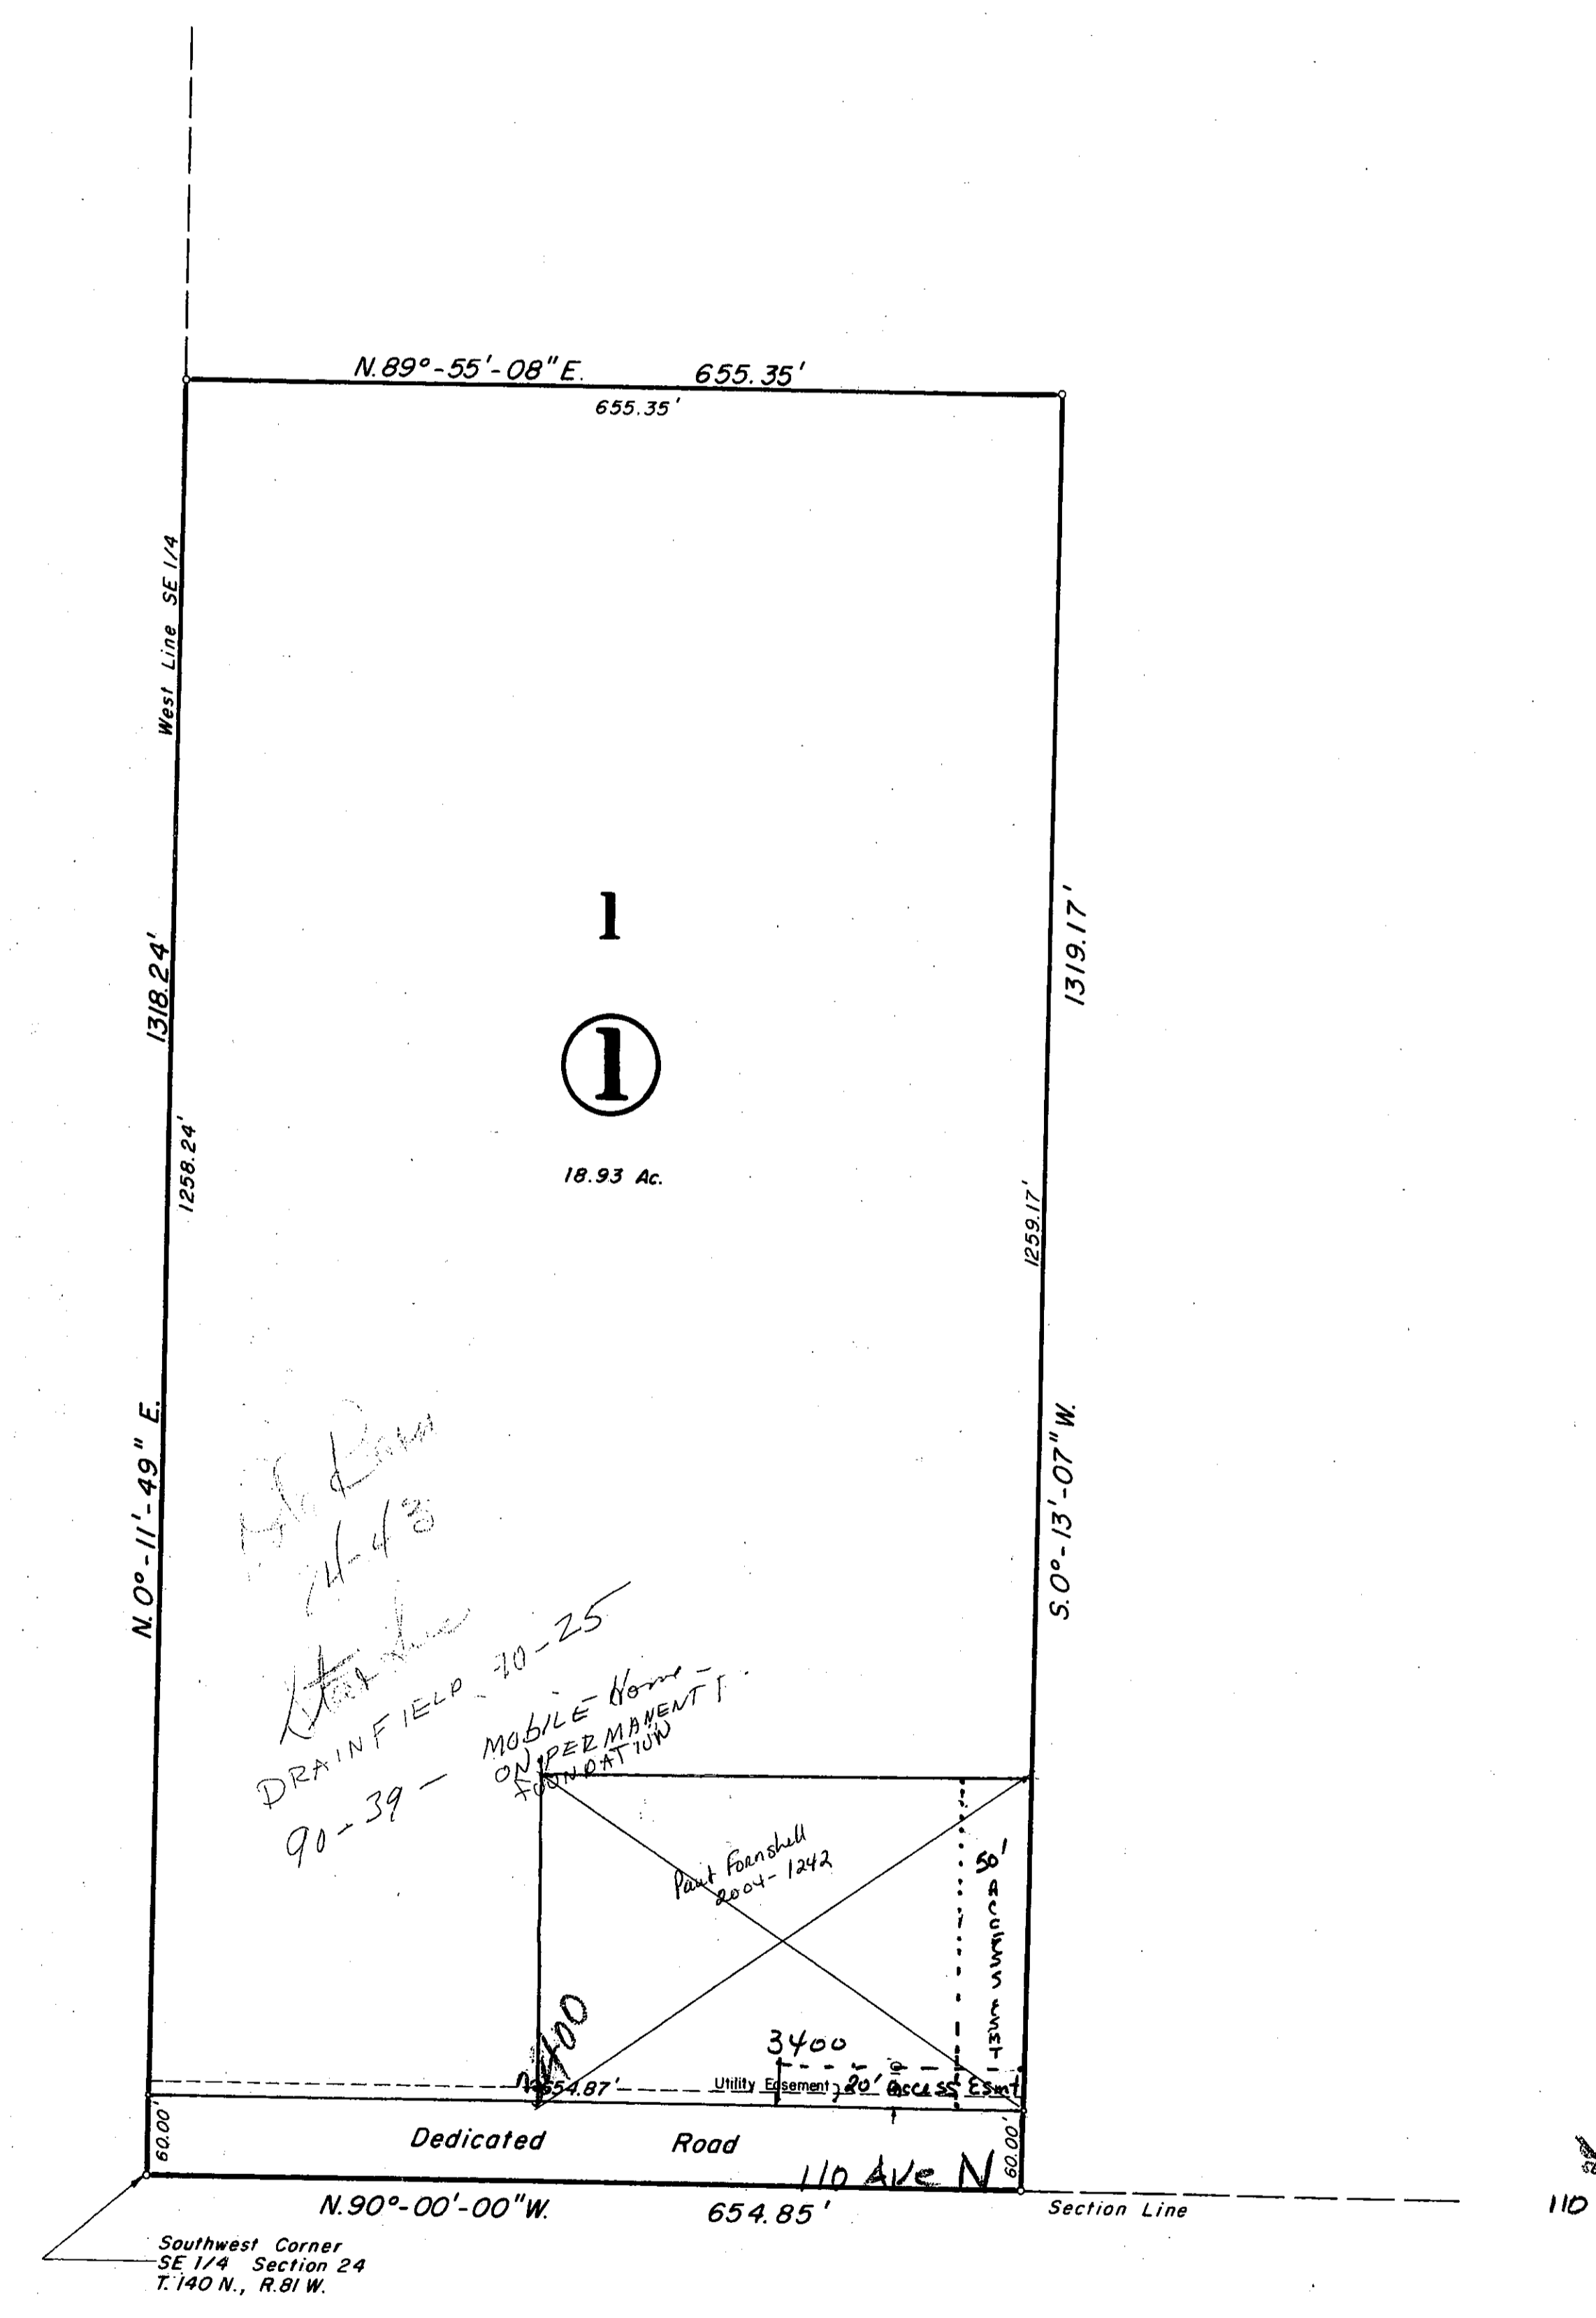 N.89°-55'-08" E. 655.35'
655.35'
West Line SE 1/4
1318.24'
1258.24'
N.0°-11'-49" E.
1
1
18.93 Ac.
1319.17'
1259.17'
S.0°-13'-07" W.
DRAINFIELD 90-25
90-39 - MOBILE Home -
ON PERMANENT
FOUNDATION
Paul Fornshell
2004-1242
50'
3400
654.87'
Utility Easement, 20' access Esmt
60.00'
Dedicated Road
110 Ave N
60.00'
N.90°-00'-00"W. 654.85'
Section Line
110
Southwest Corner
SE 1/4 Section 24
T. 140 N., R. 81 W.